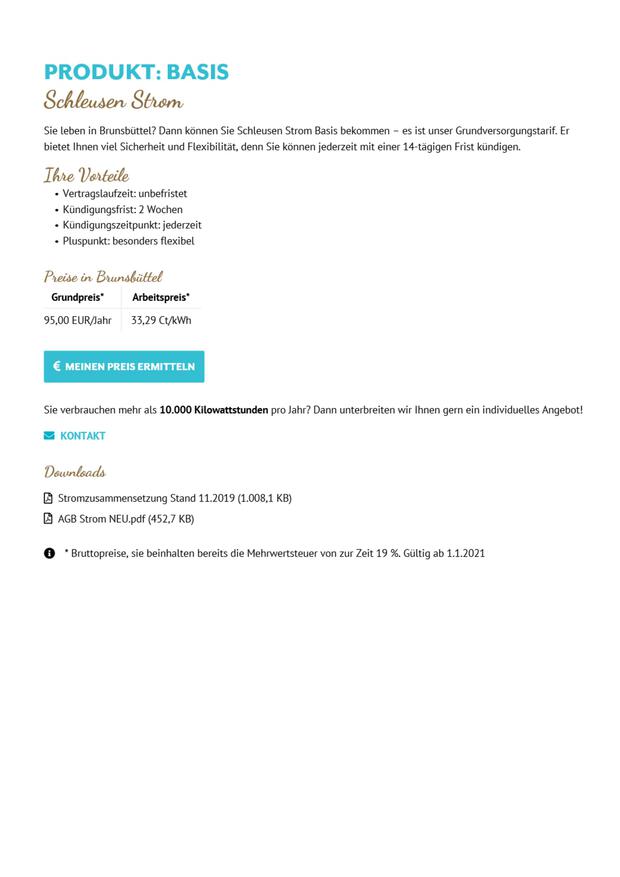 PRODUKT: BASIS
Schleusen Strom
Sie leben in Brunsbüttel? Dann können Sie Schleusen Strom Basis bekommen – es ist unser Grundversorgungstarif. Er
bietet Ihnen viel Sicherheit und Flexibilität, denn Sie können jederzeit mit einer 14-tägigen Frist kündigen.
Ihre Vorteile
• Vertragslaufzeit: unbefristet
• Kündigungsfrist: 2 Wochen
• Kündigungszeitpunkt: jederzeit
• Pluspunkt: besonders flexibel
Preise in Brunsbüttel
Grundpreis* Arbeitspreis*
95,00 EUR/Jahr 33,29 Ct/kWh
€ MEINEN PREIS ERMITTELN
Sie verbrauchen mehr als 10.000 Kilowattstunden pro Jahr? Dann unterbreiten wir Ihnen gern ein individuelles Angebot!
KONTAKT
Downloads
Stromzusammensetzung Stand 11.2019 (1.008,1 KB)
AGB Strom NEU.pdf (452,7 KB)
* Bruttopreise, sie beinhalten bereits die Mehrwertsteuer von zur Zeit 19 %. Gültig ab 1.1.2021